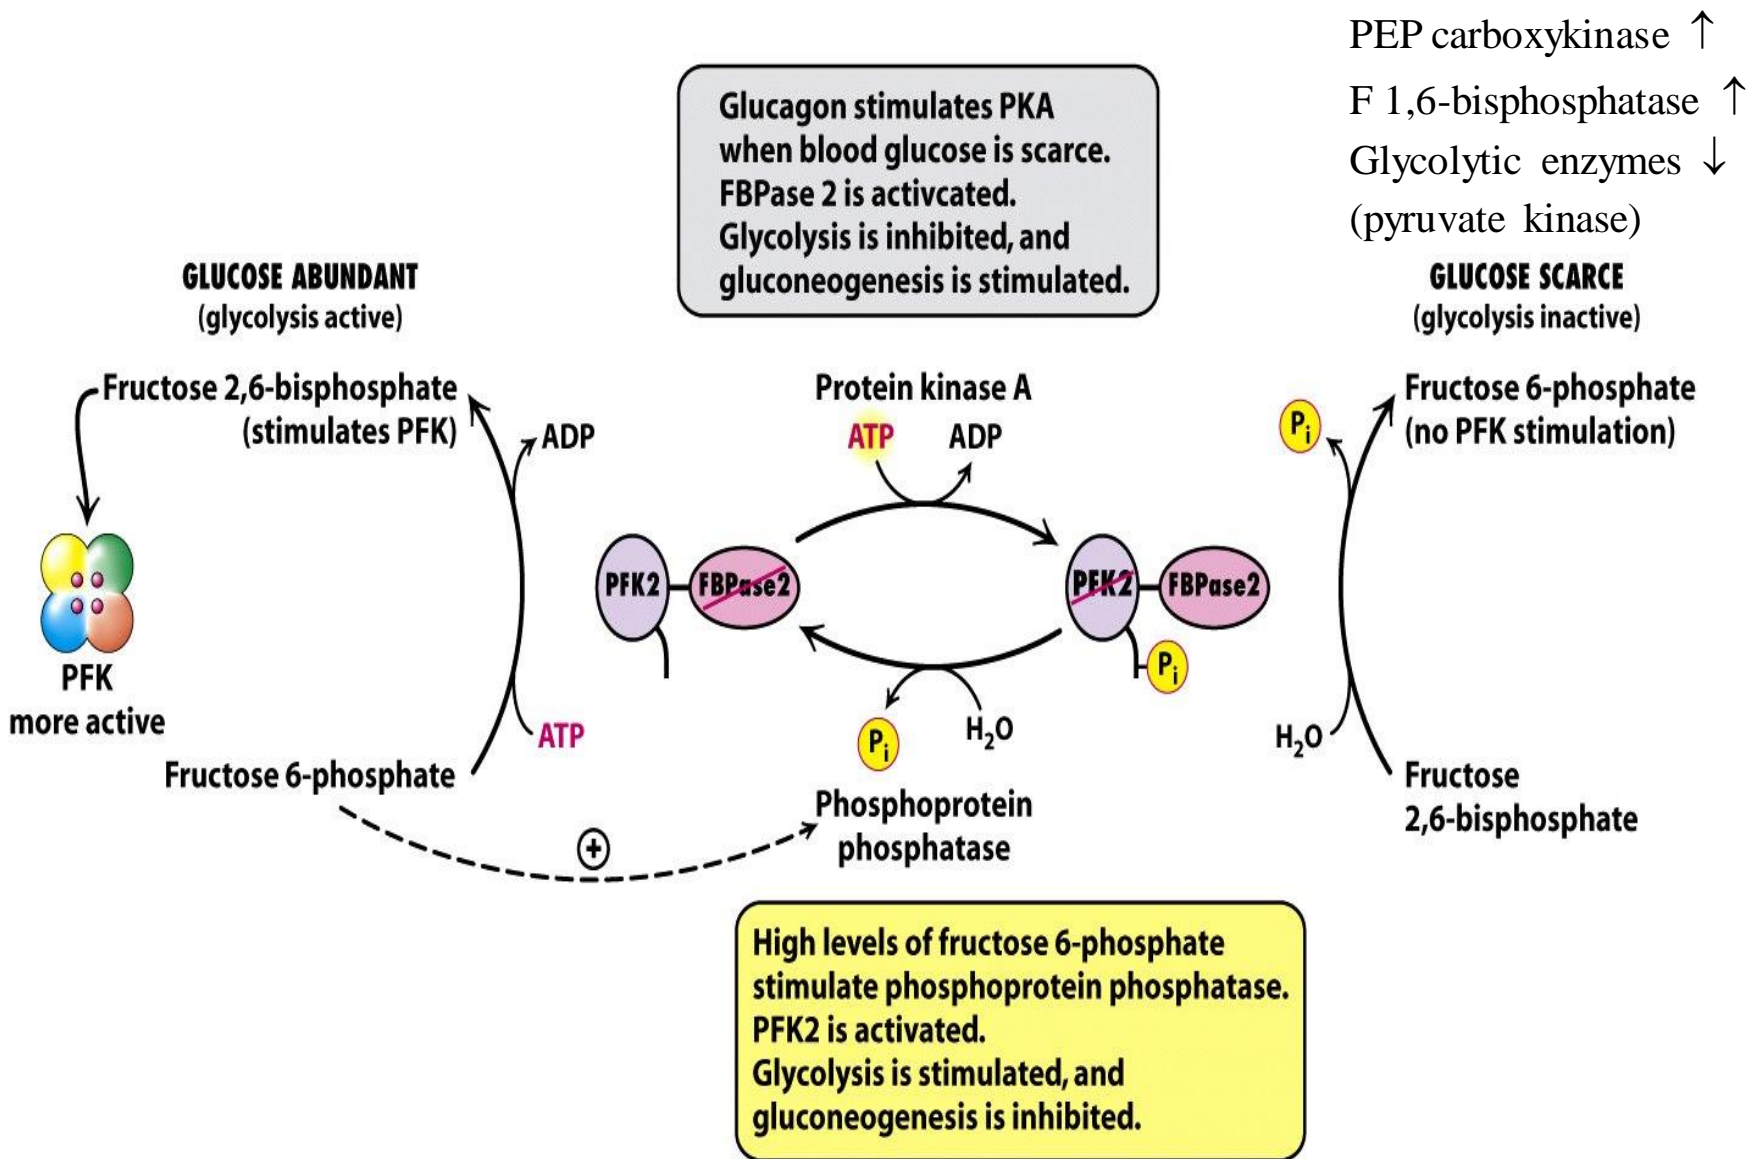 PEP carboxykinase ↑
F 1,6-bisphosphatase ↑
Glycolytic enzymes ↓
(pyruvate kinase)
Glucagon stimulates PKA
when blood glucose is scarce.
FBPase 2 is activcated.
Glycolysis is inhibited, and
gluconeogenesis is stimulated.
GLUCOSE ABUNDANT
(glycolysis active)
GLUCOSE SCARCE
(glycolysis inactive)
Fructose 2,6-bisphosphate
(stimulates PFK)
ADP
Protein kinase A
ATP
ADP
Pi
Fructose 6-phosphate
(no PFK stimulation)
PFK2
FBPase2
PFK2
FBPase2
Pi
PFK
more active
ATP
Pi
H2O
H2O
Fructose 6-phosphate
Fructose
2,6-bisphosphate
+
Phosphoprotein
phosphatase
High levels of fructose 6-phosphate
stimulate phosphoprotein phosphatase.
PFK2 is activated.
Glycolysis is stimulated, and
gluconeogenesis is inhibited.